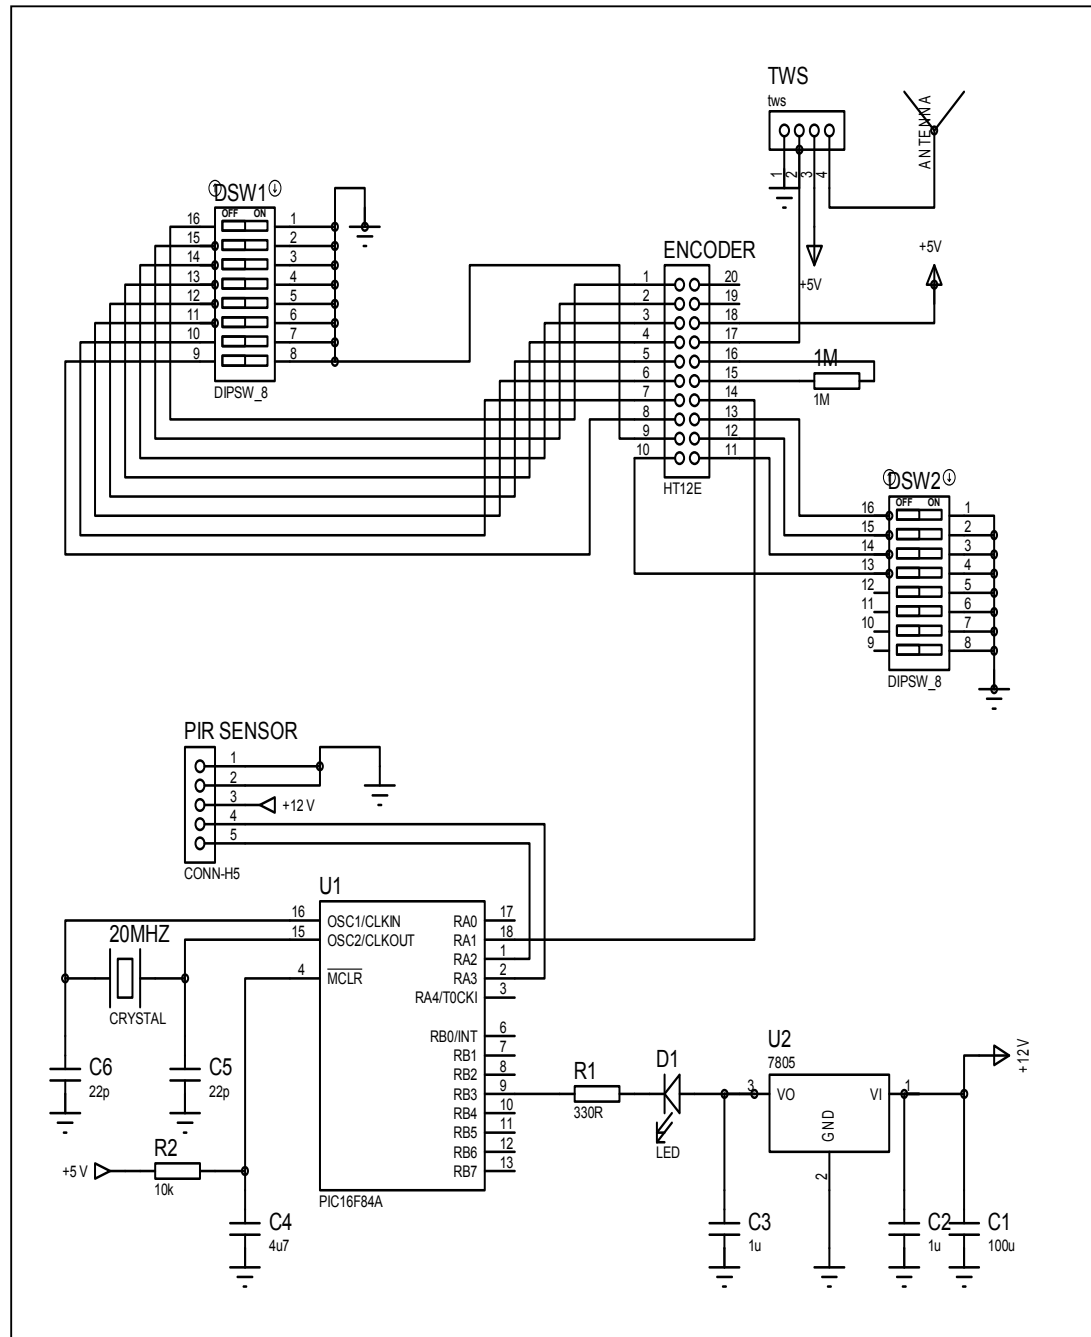 TWS
tws
ANTENNA
1
2
3
4
+5V
+5V
DSW1
OFF ON
16 1
15 2
14 3
13 4
12 5
11 6
10 7
9 8
DIPSW_8
ENCODER
1 20
2 19
3 18
4 17
5 16
6 15
7 14
8 13
9 12
10 11
HT12E
1M
1M
DSW2
OFF ON
16 1
15 2
14 3
13 4
12 5
11 6
10 7
9 8
DIPSW_8
PIR SENSOR
1
2
3
+12V
4
5
CONN-H5
U1
16 OSC1/CLKIN RA0 17
15 OSC2/CLKOUT RA1 18
RA2 1
4 MCLR RA3 2
RA4/T0CKI 3
RB0/INT 6
RB1 7
RB2 8
RB3 9
RB4 10
RB5 11
RB6 12
RB7 13
PIC16F84A
20MHZ
CRYSTAL
C6
22p
C5
22p
+5V
R2
10k
C4
4u7
R1
330R
D1
LED
U2
7805
3 VO VI 1
GND
2
+12V
C3
1u
C2
1u
C1
100u